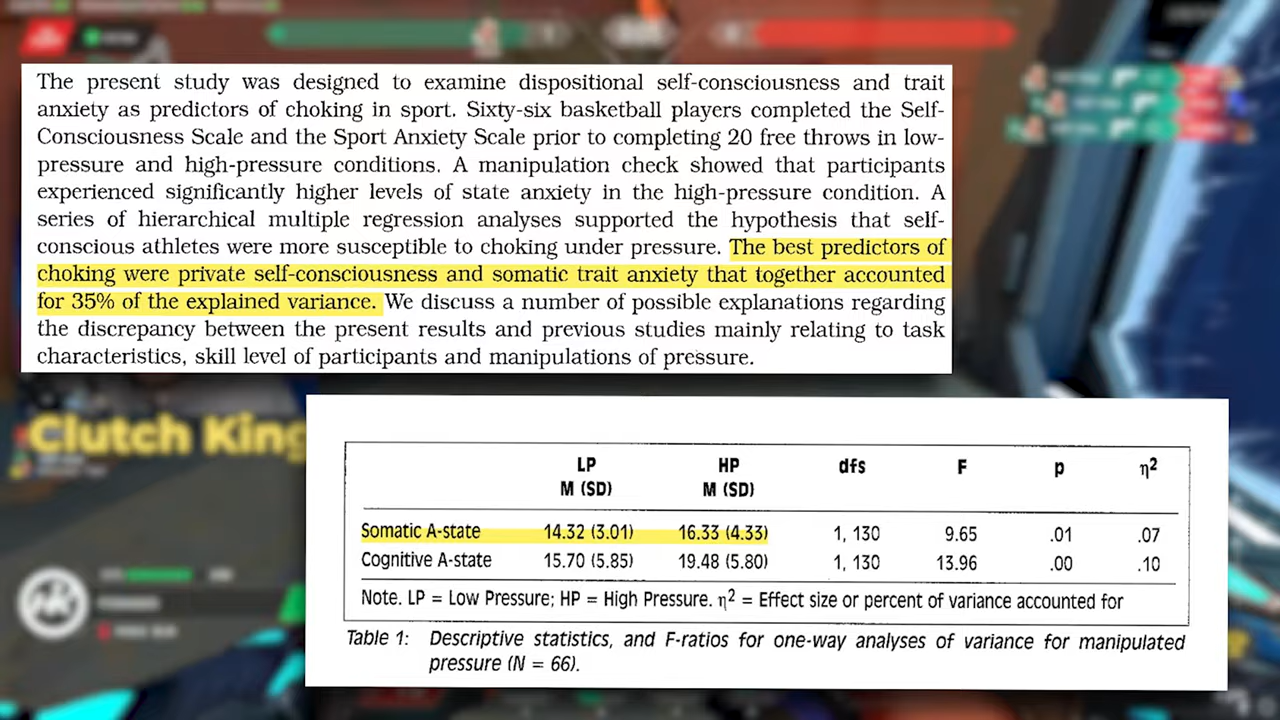 The present study was designed to examine dispositional self-consciousness and trait
anxiety as predictors of choking in sport. Sixty-six basketball players completed the Self-
Consciousness Scale and the Sport Anxiety Scale prior to completing 20 free throws in low-
pressure and high-pressure conditions. A manipulation check showed that participants
experienced significantly higher levels of state anxiety in the high-pressure condition. A
series of hierarchical multiple regression analyses supported the hypothesis that self-
conscious athletes were more susceptible to choking under pressure. The best predictors of
choking were private self-consciousness and somatic trait anxiety that together accounted
for 35% of the explained variance. We discuss a number of possible explanations regarding
the discrepancy between the present results and previous studies mainly relating to task
characteristics, skill level of participants and manipulations of pressure.
Clutch King
LP HP dfs F p η²
M (SD) M (SD)
Somatic A-state 14.32 (3.01) 16.33 (4.33) 1, 130 9.65 .01 .07
Cognitive A-state 15.70 (5.85) 19.48 (5.80) 1, 130 13.96 .00 .10
Note. LP = Low Pressure; HP = High Pressure. η² = Effect size or percent of variance accounted for
Table 1: Descriptive statistics, and F-ratios for one-way analyses of variance for manipulated
pressure (N = 66).